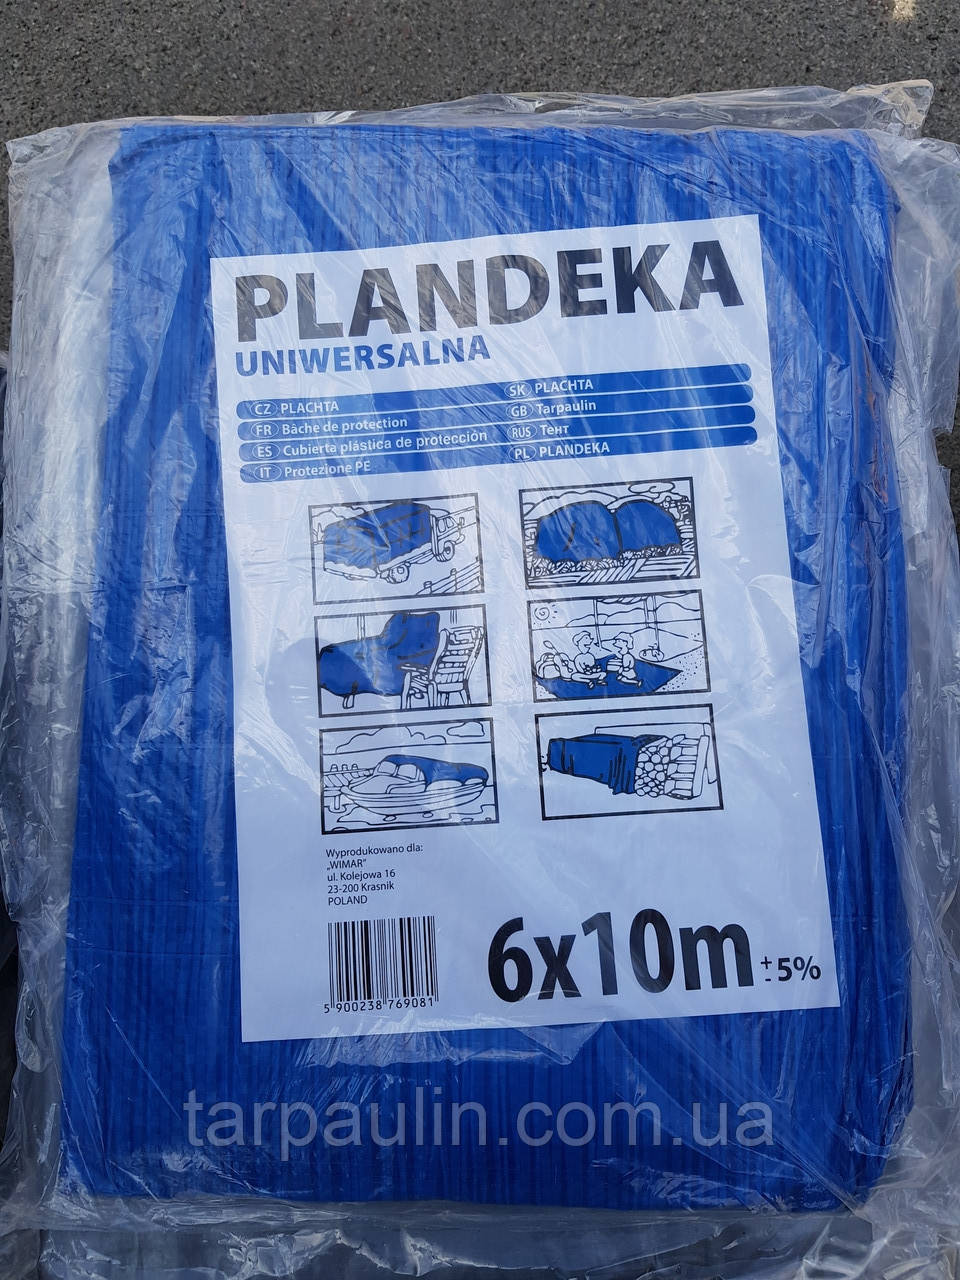 PLANDEKA
UNIWERSALNA
CZ PLACHTA
SK PLACHTA
FR Bâche de protection
GB Tarpaulin
ES Cubierta plástica de protección
RUS Тент
IT Protezione PE
PL PLANDEKA
Wyprodukowano dla:
„WIMAR"
ul. Kolejowa 16
23-200 Krasnik
POLAND
5 900238 769081
6x10m +- 5%
tarpaulin.com.ua